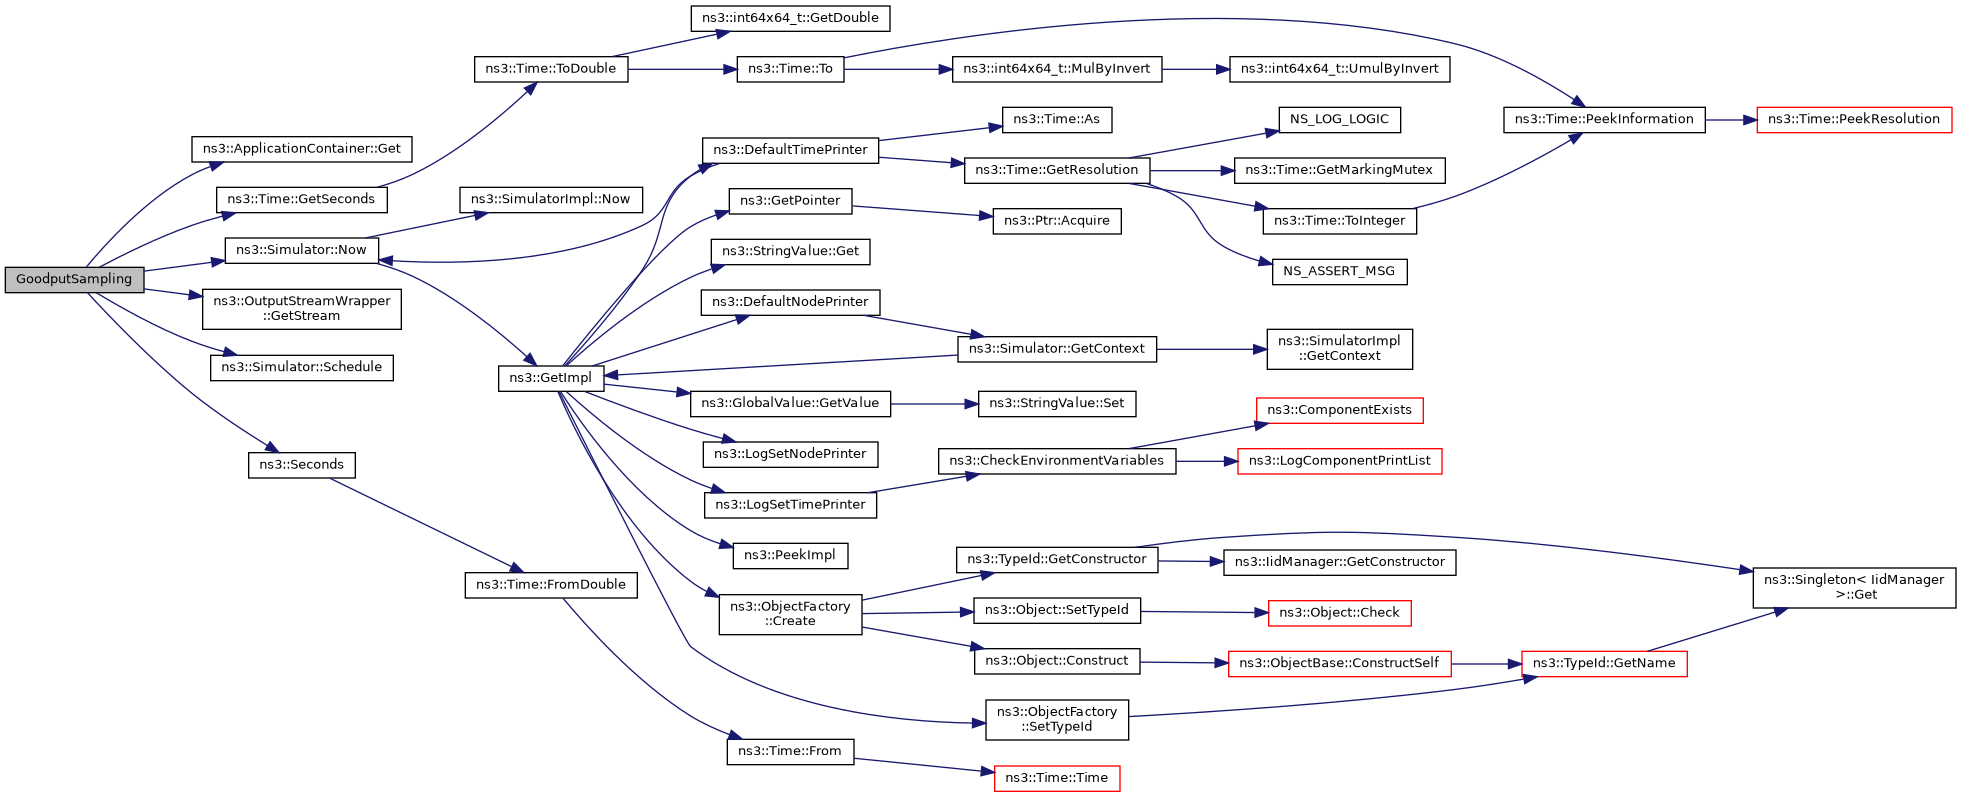 GoodputSampling
ns3::ApplicationContainer::Get
ns3::Time::GetSeconds
ns3::Simulator::Now
ns3::OutputStreamWrapper
::GetStream
ns3::Simulator::Schedule
ns3::Seconds
ns3::Time::ToDouble
ns3::SimulatorImpl::Now
ns3::GetImpl
ns3::Time::FromDouble
ns3::int64x64_t::GetDouble
ns3::Time::To
ns3::DefaultTimePrinter
ns3::GetPointer
ns3::StringValue::Get
ns3::DefaultNodePrinter
ns3::GlobalValue::GetValue
ns3::LogSetNodePrinter
ns3::LogSetTimePrinter
ns3::PeekImpl
ns3::ObjectFactory
::Create
ns3::Time::From
ns3::int64x64_t::MulByInvert
ns3::Time::As
ns3::Time::GetResolution
ns3::Ptr::Acquire
ns3::Simulator::GetContext
ns3::StringValue::Set
ns3::CheckEnvironmentVariables
ns3::TypeId::GetConstructor
ns3::Object::SetTypeId
ns3::Object::Construct
ns3::ObjectFactory
::SetTypeId
ns3::Time::Time
ns3::int64x64_t::UmulByInvert
NS_LOG_LOGIC
ns3::Time::GetMarkingMutex
ns3::Time::ToInteger
NS_ASSERT_MSG
ns3::SimulatorImpl
::GetContext
ns3::ComponentExists
ns3::LogComponentPrintList
ns3::IidManager::GetConstructor
ns3::Object::Check
ns3::ObjectBase::ConstructSelf
ns3::Time::PeekInformation
ns3::TypeId::GetName
ns3::Time::PeekResolution
ns3::Singleton< IidManager
>::Get